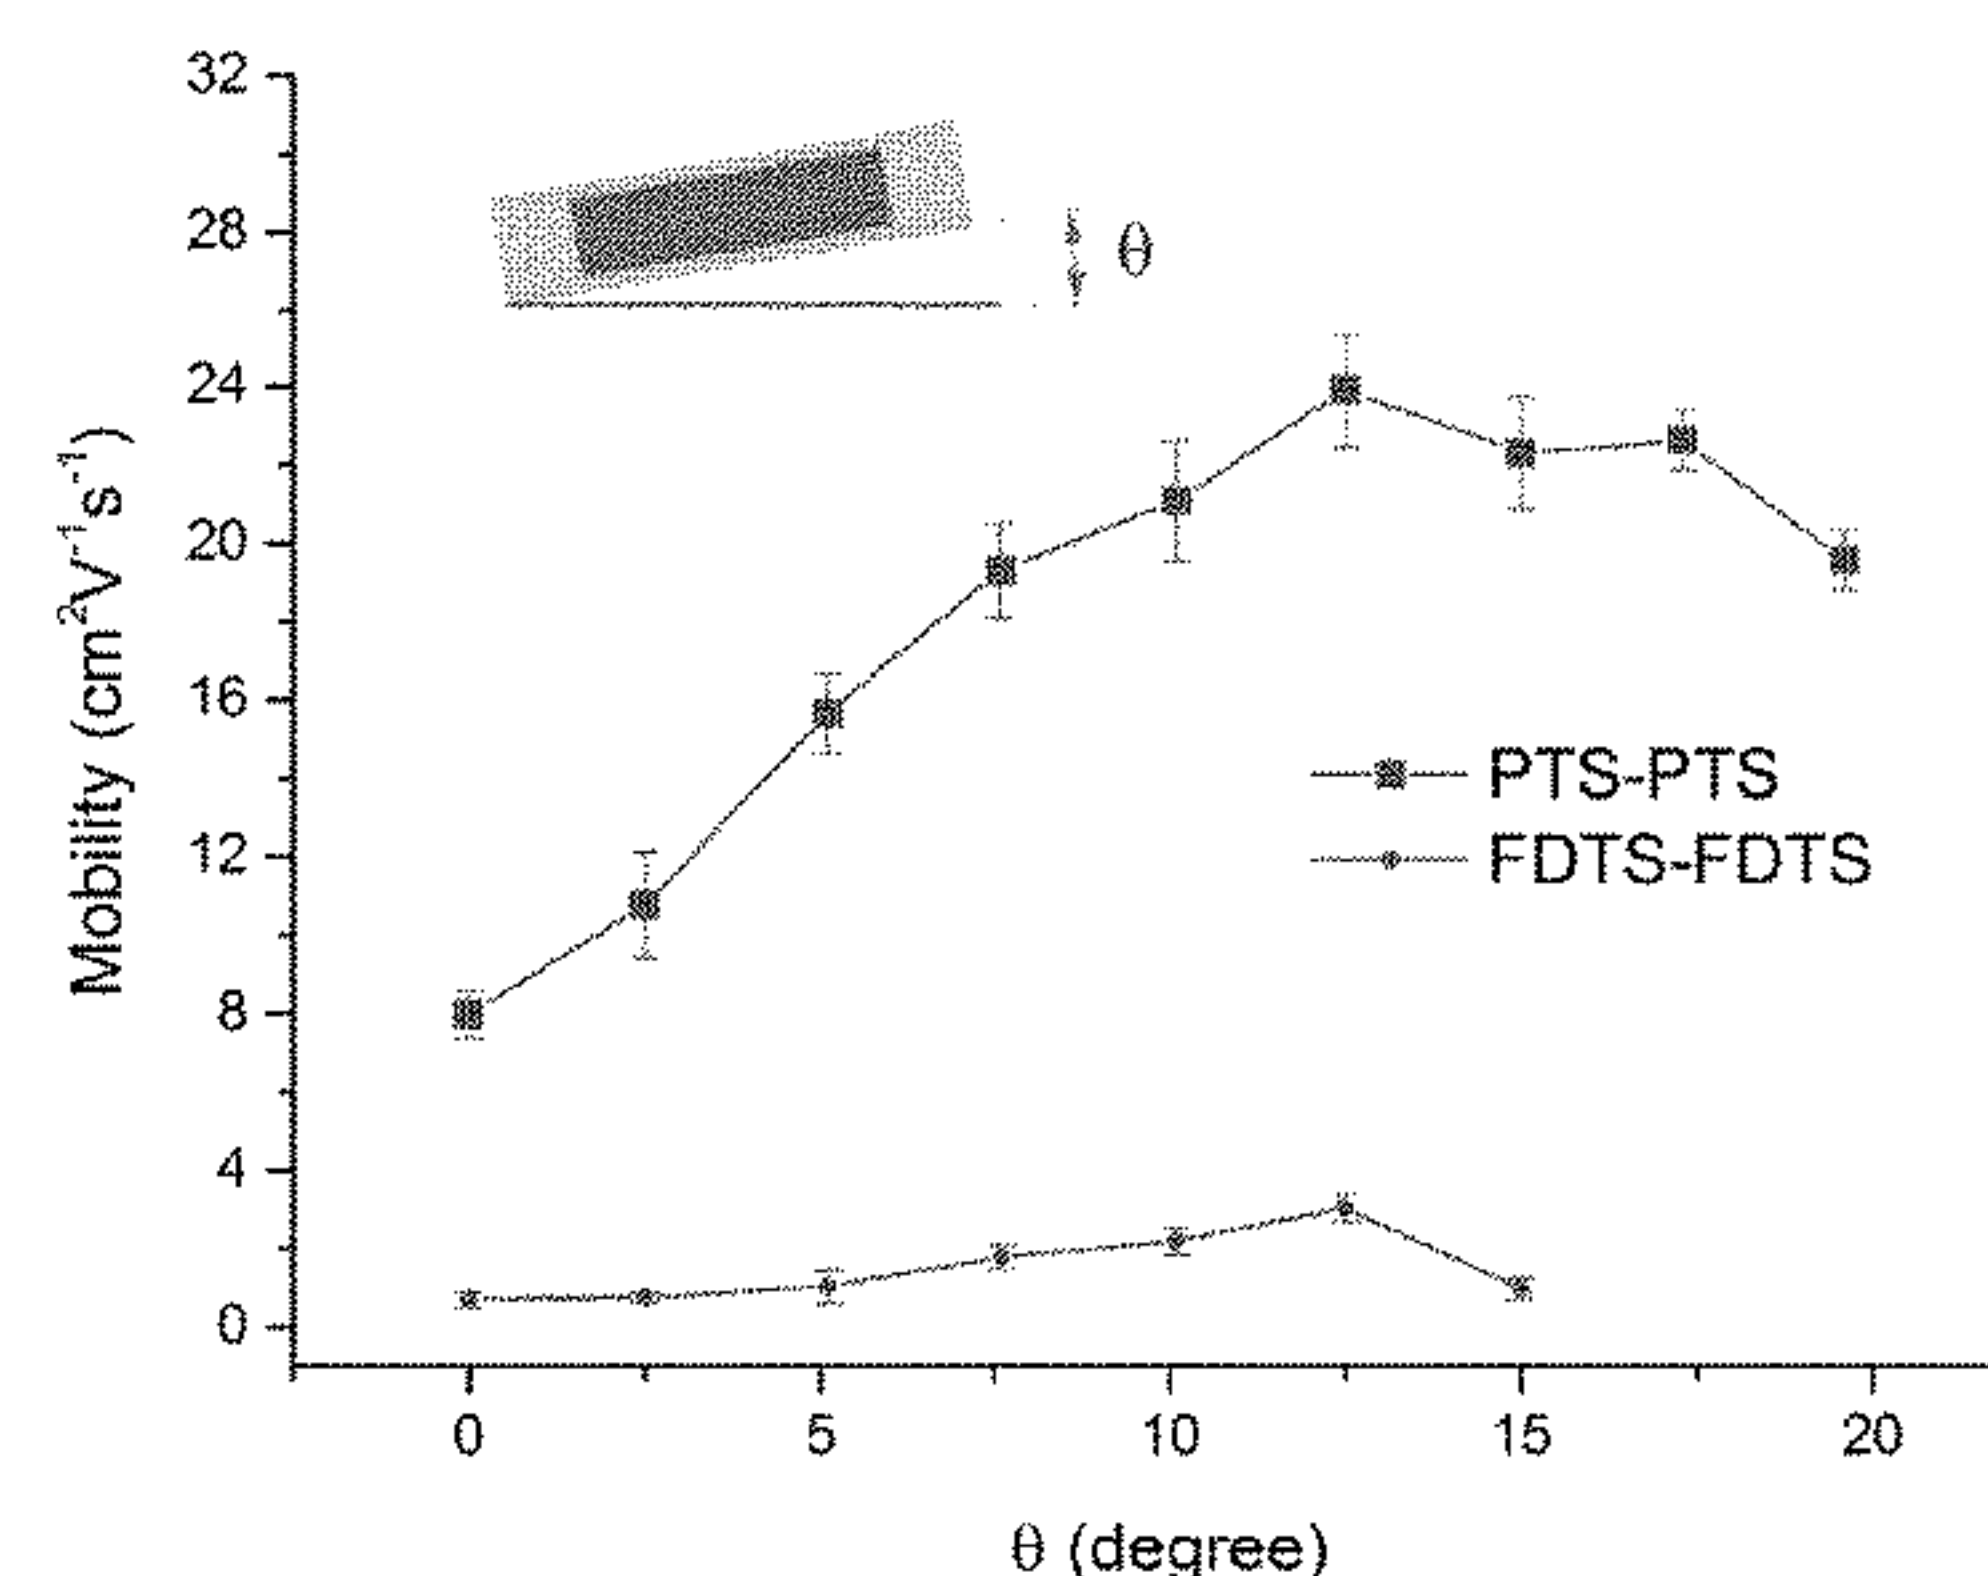 32
28
24
20
16
12
8
4
0
Mobility (cm²V⁻¹s⁻¹)
θ
PTS-PTS
FDTS-FDTS
0 5 10 15 20
θ (degree)